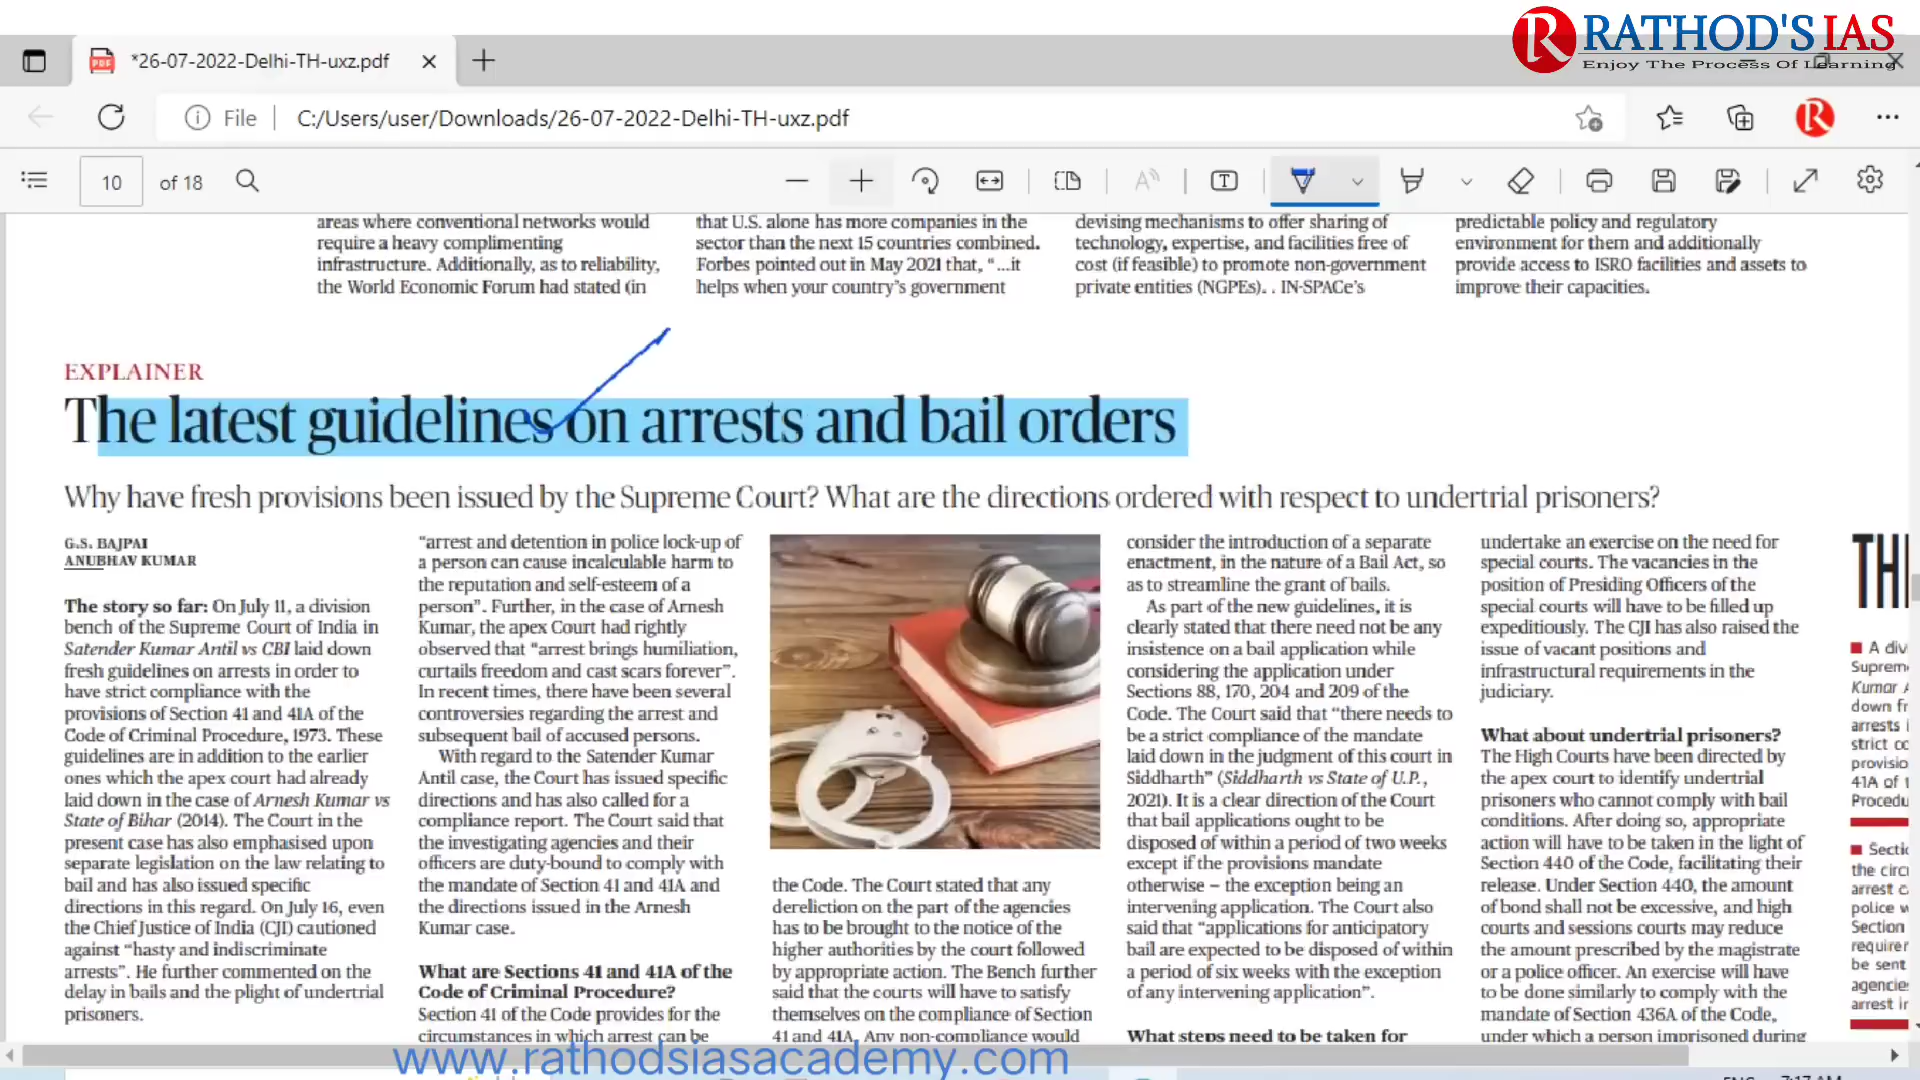 RATHOD'S IAS
Enjoy The Process Of Learning
*26-07-2022-Delhi-TH-uxz.pdf
File
C:/Users/user/Downloads/26-07-2022-Delhi-TH-uxz.pdf
10 of 18
areas where conventional networks would
require a heavy complimenting
infrastructure. Additionally, as to reliability,
the World Economic Forum had stated (in
that U.S. alone has more companies in the
sector than the next 15 countries combined.
Forbes pointed out in May 2021 that, “...it
helps when your country’s government
devising mechanisms to offer sharing of
technology, expertise, and facilities free of
cost (if feasible) to promote non-government
private entities (NGPEs). . IN-SPACe’s
predictable policy and regulatory
environment for them and additionally
provide access to ISRO facilities and assets to
improve their capacities.
EXPLAINER
The latest guidelines on arrests and bail orders
Why have fresh provisions been issued by the Supreme Court? What are the directions ordered with respect to undertrial prisoners?
G.S. BAJPAI
ANUBHAV KUMAR
The story so far: On July 11, a division
bench of the Supreme Court of India in
Satender Kumar Antil vs CBI laid down
fresh guidelines on arrests in order to
have strict compliance with the
provisions of Section 41 and 41A of the
Code of Criminal Procedure, 1973. These
guidelines are in addition to the earlier
ones which the apex court had already
laid down in the case of Arnesh Kumar vs
State of Bihar (2014). The Court in the
present case has also emphasised upon
separate legislation on the law relating to
bail and has also issued specific
directions in this regard. On July 16, even
the Chief Justice of India (CJI) cautioned
against “hasty and indiscriminate
arrests”. He further commented on the
delay in bails and the plight of undertrial
prisoners.
“arrest and detention in police lock-up of
a person can cause incalculable harm to
the reputation and self-esteem of a
person”. Further, in the case of Arnesh
Kumar, the apex Court had rightly
observed that “arrest brings humiliation,
curtails freedom and cast scars forever”.
In recent times, there have been several
controversies regarding the arrest and
subsequent bail of accused persons.
With regard to the Satender Kumar
Antil case, the Court has issued specific
directions and has also called for a
compliance report. The Court said that
the investigating agencies and their
officers are duty-bound to comply with
the mandate of Section 41 and 41A and
the directions issued in the Arnesh
Kumar case.
What are Sections 41 and 41A of the
Code of Criminal Procedure?
Section 41 of the Code provides for the
circumstances in which arrest can be
the Code. The Court stated that any
dereliction on the part of the agencies
has to be brought to the notice of the
higher authorities by the court followed
by appropriate action. The Bench further
said that the courts will have to satisfy
themselves on the compliance of Section
41 and 41A. Any non-compliance would
consider the introduction of a separate
enactment, in the nature of a Bail Act, so
as to streamline the grant of bails.
As part of the new guidelines, it is
clearly stated that there need not be any
insistence on a bail application while
considering the application under
Sections 88, 170, 204 and 209 of the
Code. The Court said that “there needs to
be a strict compliance of the mandate
laid down in the judgment of this court in
Siddharth” (Siddharth vs State of U.P.,
2021). It is a clear direction of the Court
that bail applications ought to be
disposed of within a period of two weeks
except if the provisions mandate
otherwise – the exception being an
intervening application. The Court also
said that “applications for anticipatory
bail are expected to be disposed of within
a period of six weeks with the exception
of any intervening application”.
What steps need to be taken for
undertake an exercise on the need for
special courts. The vacancies in the
position of Presiding Officers of the
special courts will have to be filled up
expeditiously. The CJI has also raised the
issue of vacant positions and
infrastructural requirements in the
judiciary.
What about undertrial prisoners?
The High Courts have been directed by
the apex court to identify undertrial
prisoners who cannot comply with bail
conditions. After doing so, appropriate
action will have to be taken in the light of
Section 440 of the Code, facilitating their
release. Under Section 440, the amount
of bond shall not be excessive, and high
courts and sessions courts may reduce
the amount prescribed by the magistrate
or a police officer. An exercise will have
to be done similarly to comply with the
mandate of Section 436A of the Code,
under which a person imprisoned during
A
Kumar
down
arrests
strict
41A of
the
arrest
police
Section
be sent
arrest
www.rathodsiasacademy.com